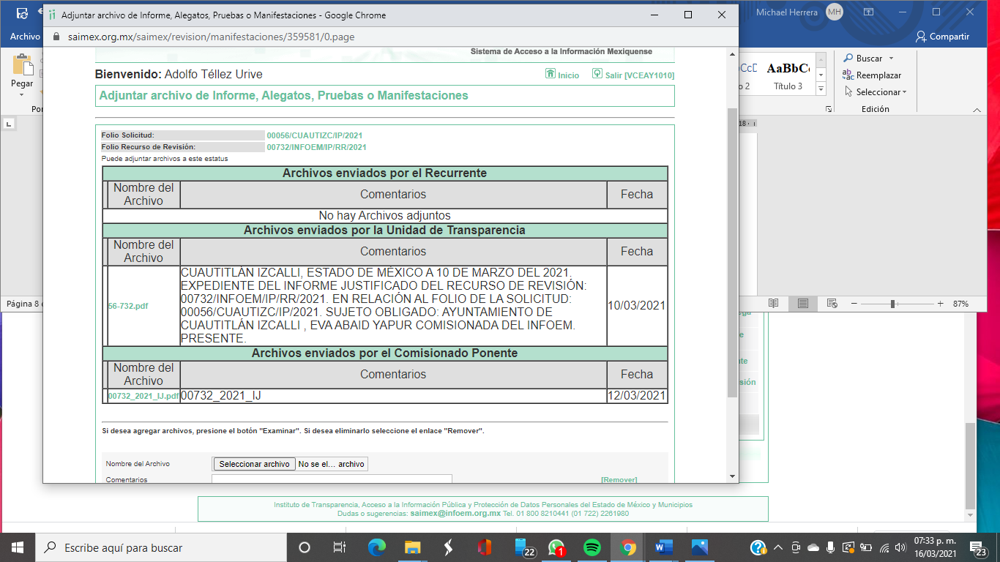 Adjuntar archivo de Informe, Alegatos, Pruebas o Manifestaciones - Google Chrome
Michael Herrera
MH
saimex.org.mx/saimex/revision/manifestaciones/359581/0.page
Archivo
Compartir
Sistema de Acceso a la Información Mexiquense
Bienvenido: Adolfo Téllez Urive
Inicio
Salir [VCEAY1010]
Adjuntar archivo de Informe, Alegatos, Pruebas o Manifestaciones
Pegar
Por
AaBbC
o 2
Título 3
Buscar
Reemplazar
Seleccionar
Edición
18
Folio Solicitud:
00056/CUAUTIZC/IP/2021
Folio Recurso de Revisión:
00732/INFOEM/IP/RR/2021
Puede adjuntar archivos a este estatus
Archivos enviados por el Recurrente
Nombre del
Archivo
Comentarios
Fecha
No hay Archivos adjuntos
Archivos enviados por la Unidad de Transparencia
Nombre del
Archivo
Comentarios
Fecha
56-732.pdf
CUAUTITLÁN IZCALLI, ESTADO DE MÉXICO A 10 DE MARZO DEL 2021.
EXPEDIENTE DEL INFORME JUSTIFICADO DEL RECURSO DE REVISIÓN:
00732/INFOEM/IP/RR/2021. EN RELACIÓN AL FOLIO DE LA SOLICITUD:
00056/CUAUTIZC/IP/2021. SUJETO OBLIGADO: AYUNTAMIENTO DE
CUAUTITLÁN IZCALLI , EVA ABAID YAPUR COMISIONADA DEL INFOEM.
PRESENTE.
10/03/2021
Archivos enviados por el Comisionado Ponente
Nombre del
Archivo
Comentarios
Fecha
00732_2021_IJ.pdf
00732_2021_IJ
12/03/2021
Si desea agregar archivos, presione el botón "Examinar". Si desea eliminarlo seleccione el enlace "Remover".
Nombre del Archivo
Seleccionar archivo
No se el... archivo
Comentarios
[Remover]
Página 8
87%
Instituto de Transparencia, Acceso a la Información Pública y Protección de Datos Personales del Estado de México y Municipios
Dudas o sugerencias: saimex@infoem.org.mx Tel. 01 800 8210441 (01 722) 2261980
Escribe aquí para buscar
22
1
07:33 p. m.
16/03/2021
23